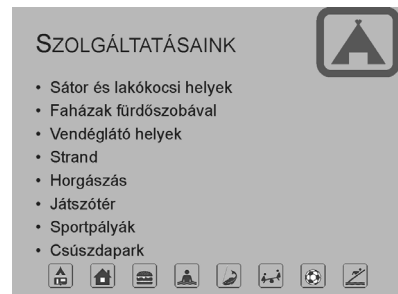 SZOLGÁLTATÁSAINK
• Sátor és lakókocsi helyek
• Faházak fürdőszobával
• Vendéglátó helyek
• Strand
• Horgászás
• Játszótér
• Sportpályák
• Csúszdapark